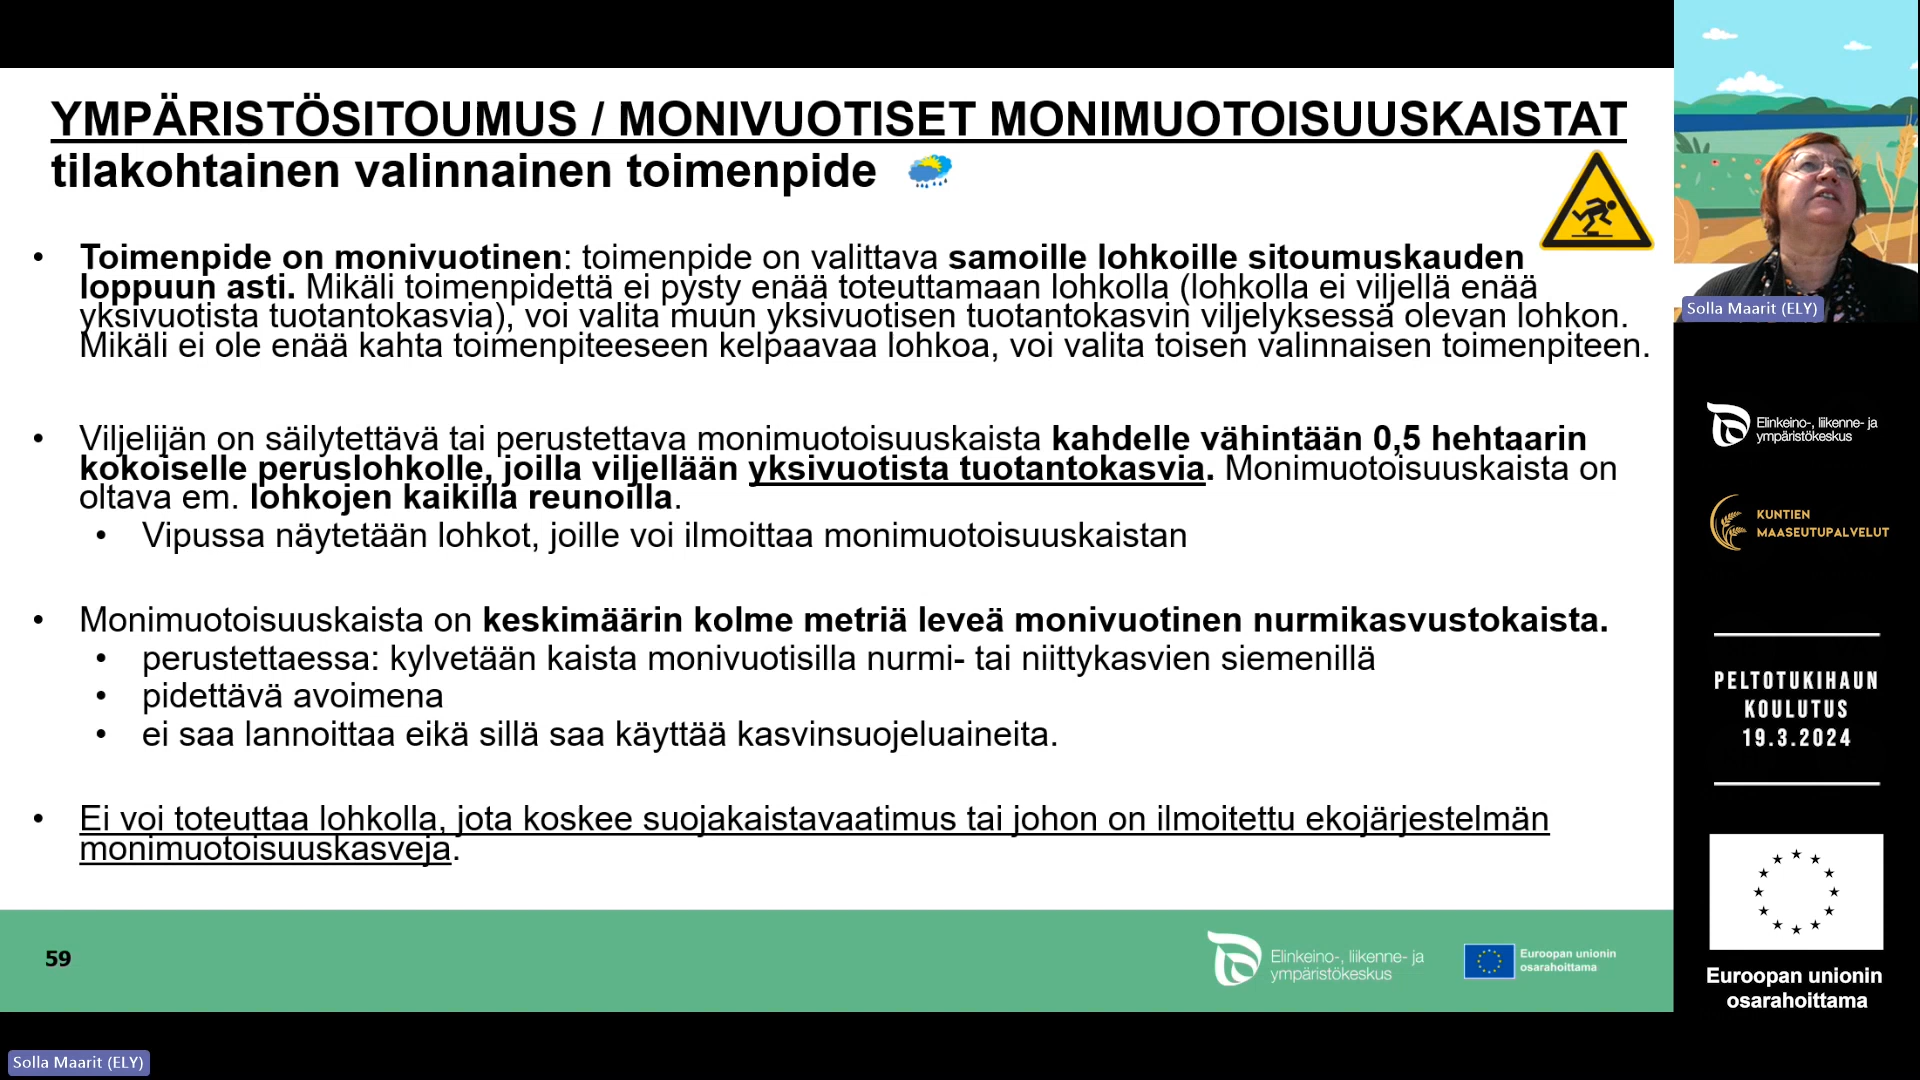 YMPÄRISTÖSITOUMUS / MONIVUOTISET MONIMUOTOISUUSKAISTAT
tilakohtainen valinnainen toimenpide
• Toimenpide on monivuotinen: toimenpide on valittava samoille lohkoille sitoumuskauden
loppuun asti. Mikäli toimenpidettä ei pysty enää toteuttamaan lohkolla (lohkolla ei viljellä enää
yksivuotista tuotantokasvia), voi valita muun yksivuotisen tuotantokasvin viljelyksessä olevan lohkon.
Mikäli ei ole enää kahta toimenpiteeseen kelpaavaa lohkoa, voi valita toisen valinnaisen toimenpiteen.
• Viljelijän on säilytettävä tai perustettava monimuotoisuuskaista kahdelle vähintään 0,5 hehtaarin
kokoiselle peruslohkolle, joilla viljellään yksivuotista tuotantokasvia. Monimuotoisuuskaista on
oltava em. lohkojen kaikilla reunoilla.
• Vipussa näytetään lohkot, joille voi ilmoittaa monimuotoisuuskaistan
• Monimuotoisuuskaista on keskimäärin kolme metriä leveä monivuotinen nurmikasvustokaista.
• perustettaessa: kylvetään kaista monivuotisilla nurmi- tai niittykasvien siemenillä
• pidettävä avoimena
• ei saa lannoittaa eikä sillä saa käyttää kasvinsuojeluaineita.
• Ei voi toteuttaa lohkolla, jota koskee suojakaistavaatimus tai johon on ilmoitettu ekojärjestelmän
monimuotoisuuskasveja.
59
Elinkeino-, liikenne- ja
ympäristökeskus
Euroopan unionin
osarahoittama
Solla Maarit (ELY)
Solla Maarit (ELY)
Elinkeino-, liikenne- ja
ympäristökeskus
KUNTIEN
MAASEUTUPALVELUT
PELTOTUKIHAUN
KOULUTUS
19.3.2024
Euroopan unionin
osarahoittama